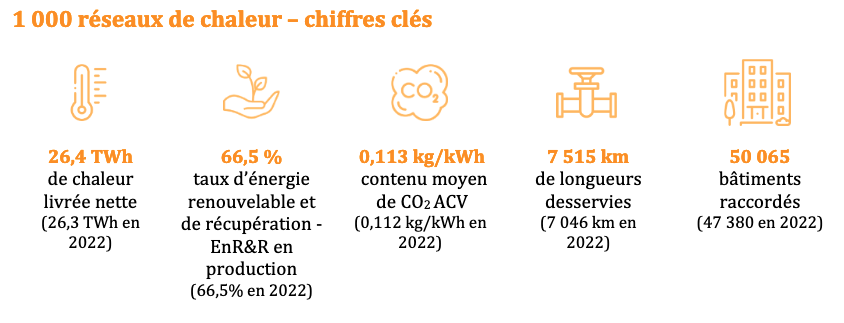 1 000 réseaux de chaleur – chiffres clés
CO2
26,4 TWh
de chaleur
livrée nette
(26,3 TWh en
2022)
66,5 %
taux d’énergie
renouvelable et
de récupération -
EnR&R en
production
(66,5% en 2022)
0,113 kg/kWh
contenu moyen
de CO2 ACV
(0,112 kg/kWh en
2022)
7 515 km
de longueurs
desservies
(7 046 km en
2022)
50 065
bâtiments
raccordés
(47 380 en 2022)